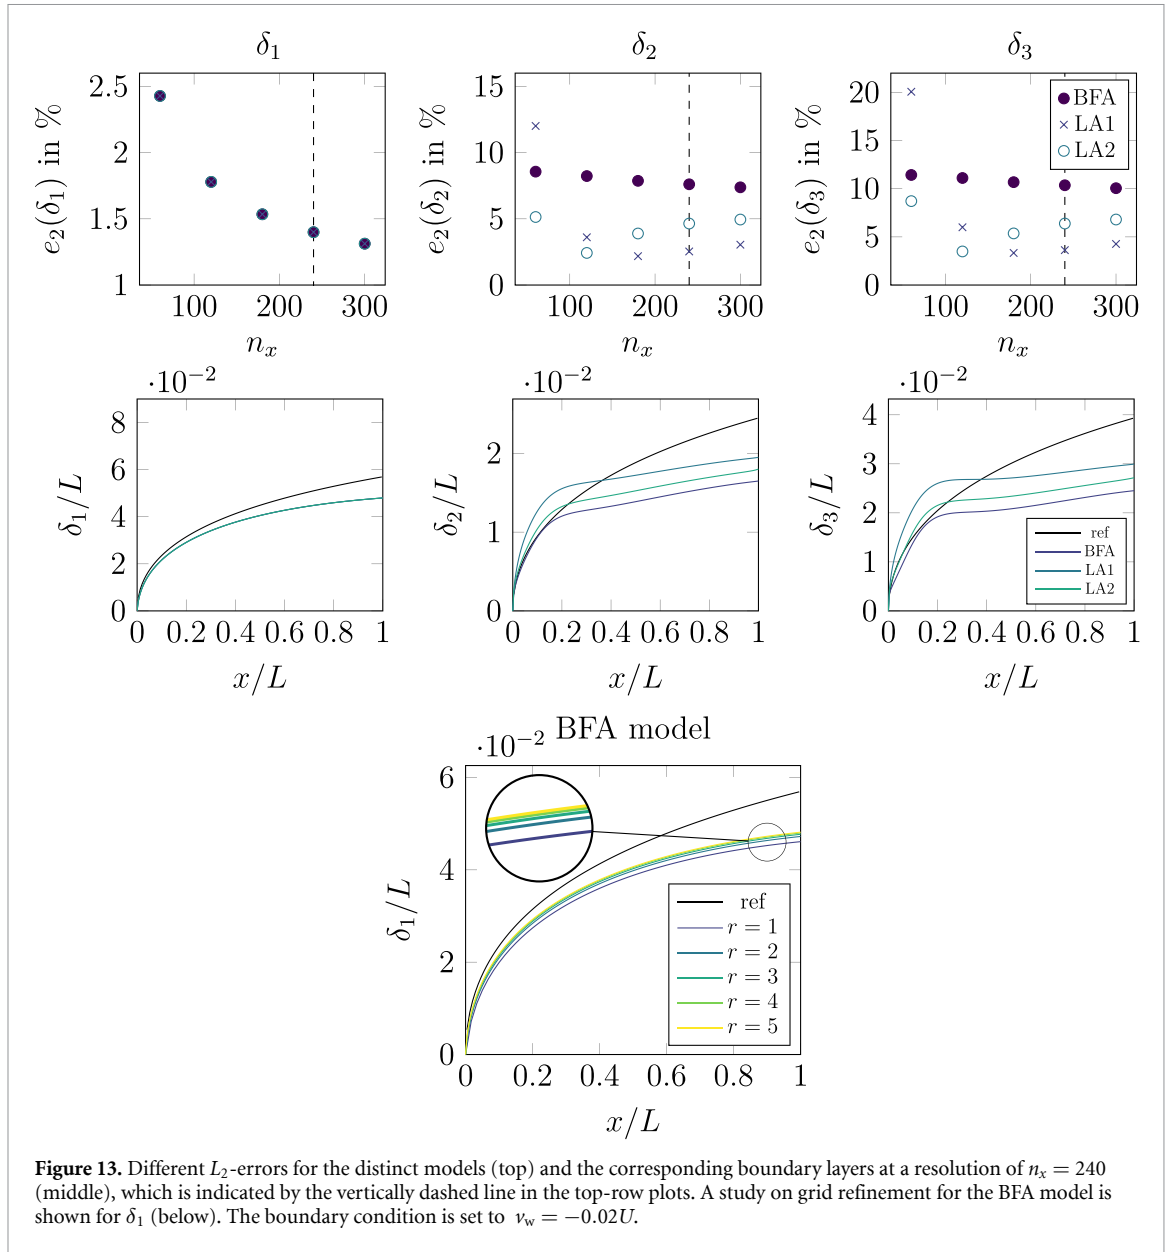 δ₁ δ₂ δ₃
e₂(δ₁) in %
2.5
2
1.5
1
100 200 300
nₓ
e₂(δ₂) in %
15
10
5
0
100 200 300
nₓ
e₂(δ₃) in %
20
15
10
5
0
100 200 300
nₓ
BFA
LA1
LA2
·10⁻²
δ₁/L
8
6
4
2
0
0 0.2 0.4 0.6 0.8 1
x/L
·10⁻²
δ₂/L
2
1
0
0 0.2 0.4 0.6 0.8 1
x/L
·10⁻²
δ₃/L
4
3
2
1
0
0 0.2 0.4 0.6 0.8 1
x/L
ref
BFA
LA1
LA2
BFA model
·10⁻²
δ₁/L
6
4
2
0
0 0.2 0.4 0.6 0.8 1
x/L
ref
r = 1
r = 2
r = 3
r = 4
r = 5
Figure 13. Different L₂-errors for the distinct models (top) and the corresponding boundary layers at a resolution of nₓ = 240
(middle), which is indicated by the vertically dashed line in the top-row plots. A study on grid refinement for the BFA model is
shown for δ₁ (below). The boundary condition is set to νw = −0.02U.